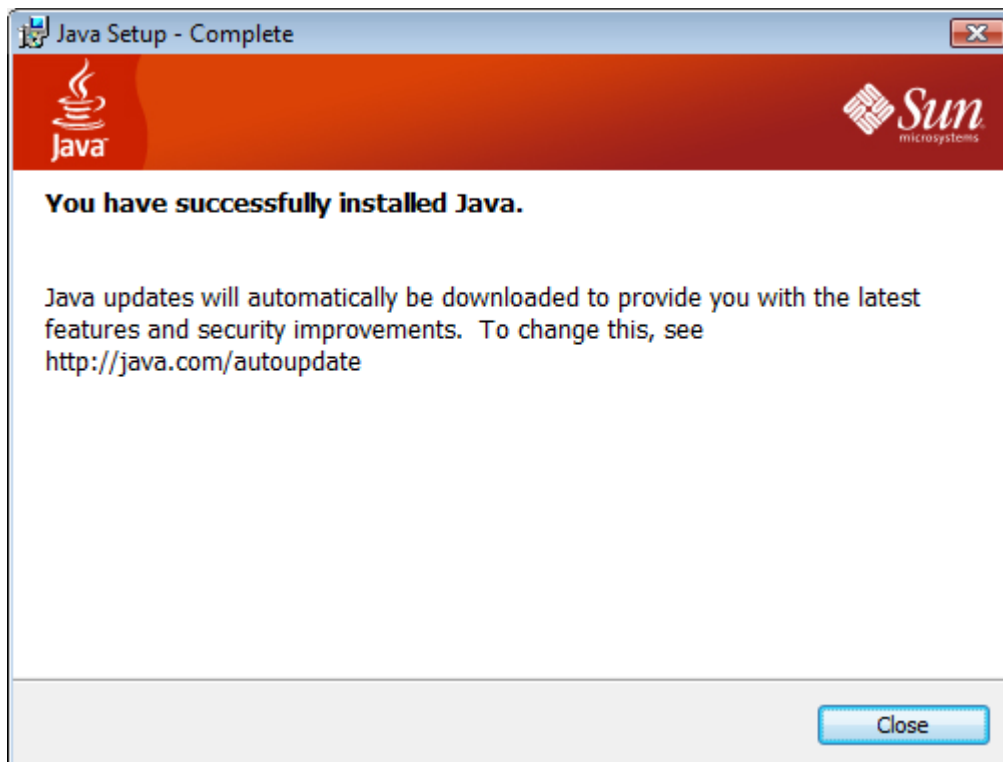 Java Setup - Complete
Java
Sun
microsystems
You have successfully installed Java.
Java updates will automatically be downloaded to provide you with the latest
features and security improvements.  To change this, see
http://java.com/autoupdate
Close